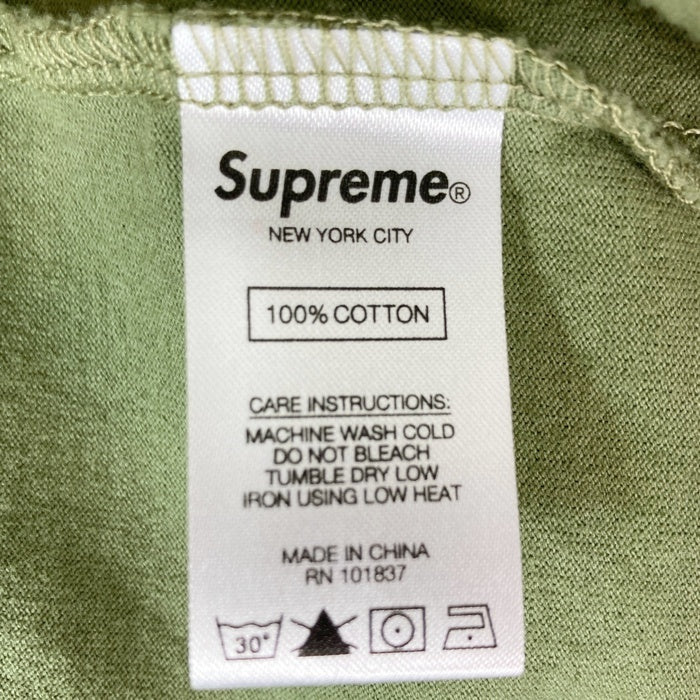 Supreme®
NEW YORK CITY
100% COTTON
CARE INSTRUCTIONS:
MACHINE WASH COLD
DO NOT BLEACH
TUMBLE DRY LOW
IRON USING LOW HEAT
MADE IN CHINA
RN 101837
30°